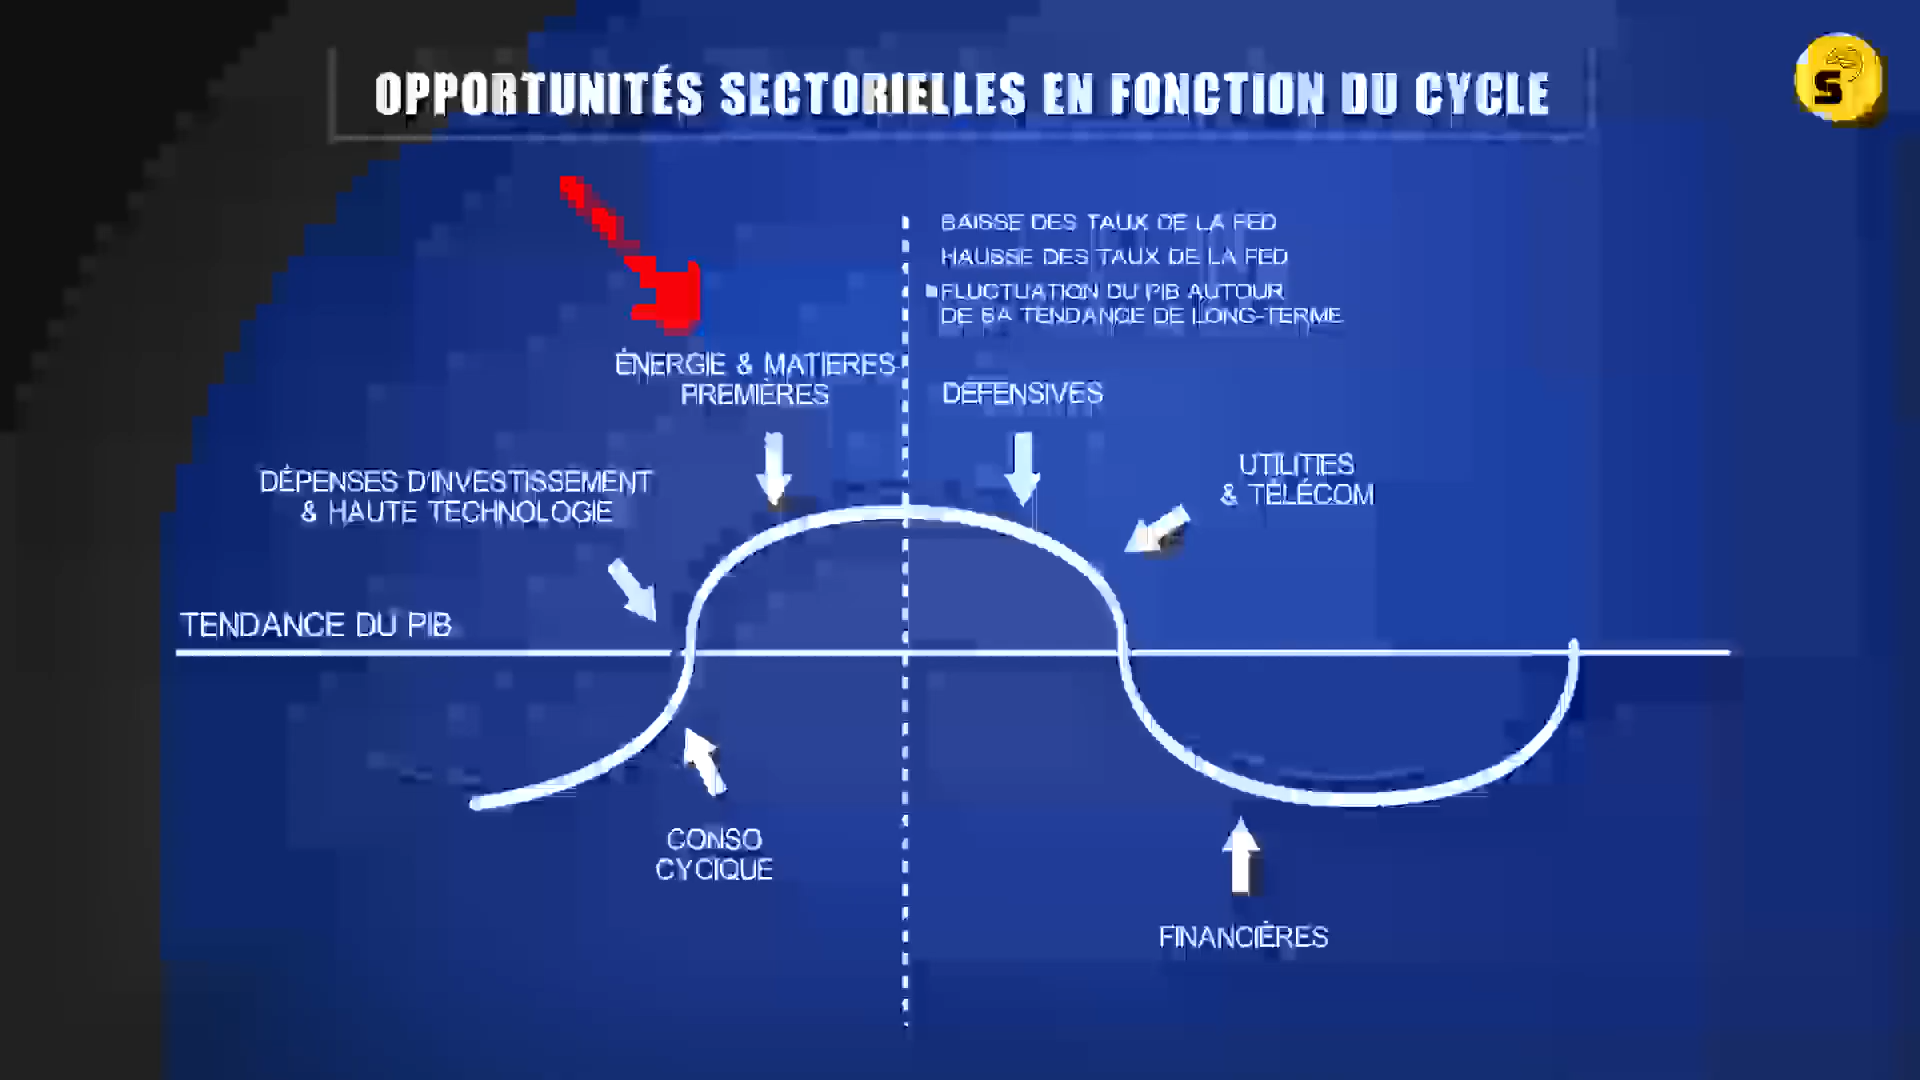 OPPORTUNITÉS SECTORIELLES EN FONCTION DU CYCLE
S
BAISSE DES TAUX DE LA FED
HAUSSE DES TAUX DE LA FED
FLUCTUATION DU PIB AUTOUR
DE SA TENDANCE DE LONG-TERME
ÉNERGIE & MATIERES
PREMIÈRES
DEFENSIVES
UTILITIES
& TÉLÉCOM
DÉPENSES D'INVESTISSEMENT
& HAUTE TECHNOLOGIE
TENDANCE DU PIB
CONSO
CYCIQUE
FINANCIÈRES